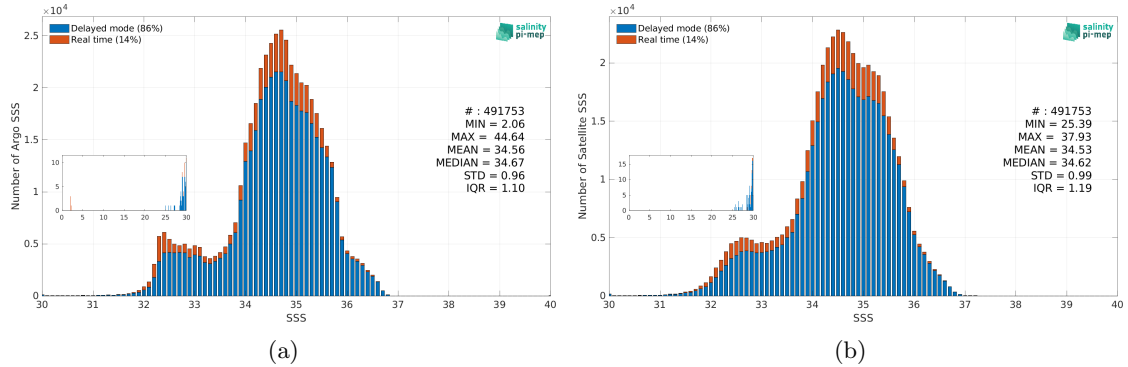 ×10⁴
Delayed mode (86%)
Real time (14%)
salinity
pi-mep
2.5
2
1.5
1
0.5
0
Number of Argo SSS
# : 491753
MIN = 2.06
MAX = 44.64
MEAN = 34.56
MEDIAN = 34.67
STD = 0.96
IQR = 1.10
10
5
0
0 5 10 15 20 25 30
30 31 32 33 34 35 36 37 38 39 40
SSS
(a)
×10⁴
Delayed mode (86%)
Real time (14%)
salinity
pi-mep
2
1.5
1
0.5
0
Number of Satellite SSS
# : 491753
MIN = 25.39
MAX = 37.93
MEAN = 34.53
MEDIAN = 34.62
STD = 0.99
IQR = 1.19
15
10
5
0
0 5 10 15 20 25 30
30 31 32 33 34 35 36 37 38 39 40
SSS
(b)